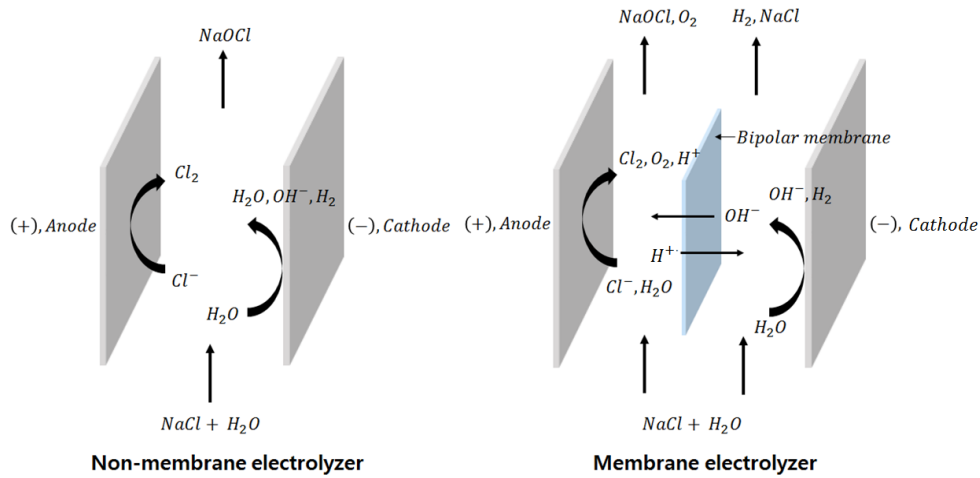 NaOCl
Cl₂
H₂O, OH⁻, H₂
(+), Anode
(−), Cathode
Cl⁻
H₂O
NaCl + H₂O
Non-membrane electrolyzer
NaOCl, O₂
H₂, NaCl
Bipolar membrane
Cl₂, O₂, H⁺
OH⁻, H₂
(+), Anode
OH⁻
(−), Cathode
H⁺
Cl⁻, H₂O
H₂O
NaCl + H₂O
Membrane electrolyzer